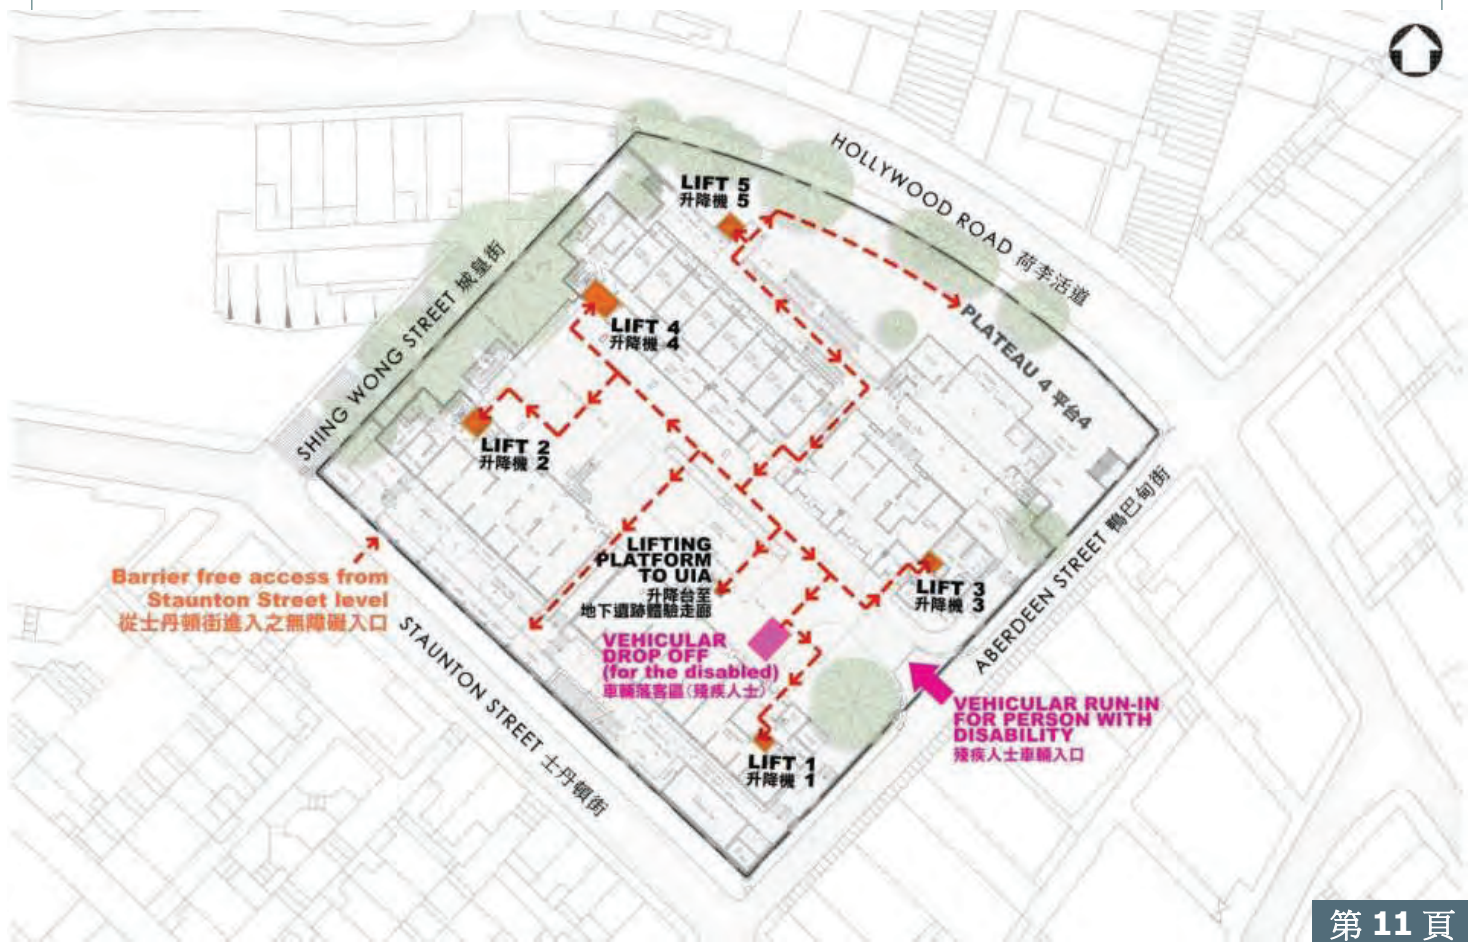 HOLLYWOOD ROAD 荷李活道
LIFT 5
升降機 5
SHING WONG STREET 城皇街
LIFT 4
升降機 4
PLATEAU 4 平台4
LIFT 2
升降機 2
ABERDEEN STREET 鴨巴甸街
LIFTING
PLATFORM
TO UIA
升降台至
地下遺跡體驗走廊
LIFT 3
升降機 3
Barrier free access from
Staunton Street level
從士丹頓街進入之無障礙入口
VEHICULAR
DROP OFF
(for the disabled)
車輛落客區(殘疾人士)
STAUNTON STREET 士丹頓街
VEHICULAR RUN-IN
FOR PERSON WITH
DISABILITY
殘疾人士車輛入口
LIFT 1
升降機 1
第 11 頁